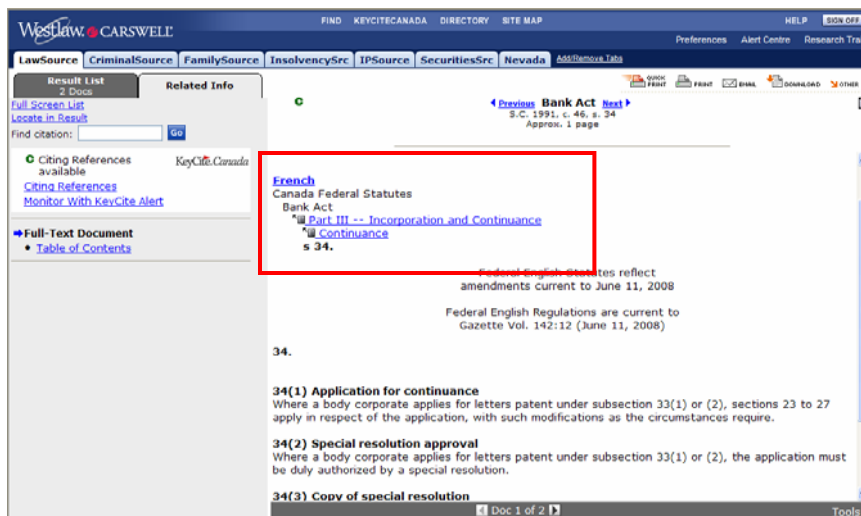 Westlaw CARSWELL
FIND KEYCITECANADA DIRECTORY SITE MAP
HELP SIGN OFF
Preferences Alert Centre Research Tra
LawSource CriminalSource FamilySource InsolvencySrc IPSource SecuritiesSrc Nevada Add/Remove Tabs
Result List
2 Docs
Related Info
QUICK PRINT PRINT EMAIL DOWNLOAD OTHER
Full Screen List
Locate in Result
Find citation: Go
C Citing References available
KeyCite.Canada
Citing References
Monitor With KeyCite Alert
Full-Text Document
• Table of Contents
C
Previous Bank Act Next
S.C. 1991, c. 46, s. 34
Approx. 1 page
French
Canada Federal Statutes
Bank Act
Part III -- Incorporation and Continuance
Continuance
s 34.
Federal English Statutes reflect
amendments current to June 11, 2008
Federal English Regulations are current to
Gazette Vol. 142:12 (June 11, 2008)
34.
34(1) Application for continuance
Where a body corporate applies for letters patent under subsection 33(1) or (2), sections 23 to 27
apply in respect of the application, with such modifications as the circumstances require.
34(2) Special resolution approval
Where a body corporate applies for letters patent under subsection 33(1) or (2), the application must
be duly authorized by a special resolution.
34(3) Copy of special resolution
Doc 1 of 2
Tools